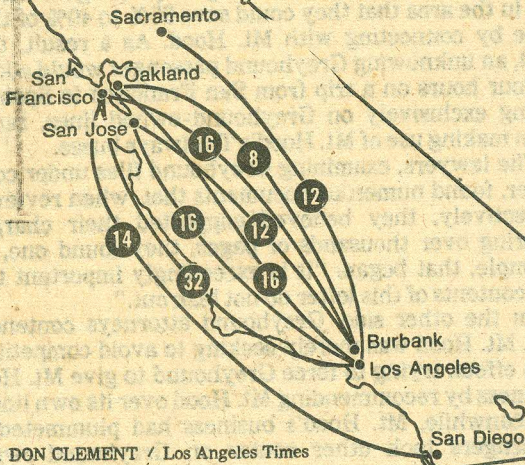 Sacramento
San
Francisco
Oakland
San Jose
16
8
12
16
12
14
32
16
Burbank
Los Angeles
San Diego
DON CLEMENT / Los Angeles Times